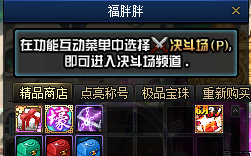 福胖胖
在功能互动菜单中选择 决斗场(P),
即可进入决斗场频道.
精品商店 点亮称号 极品宝珠 重新购买
豪